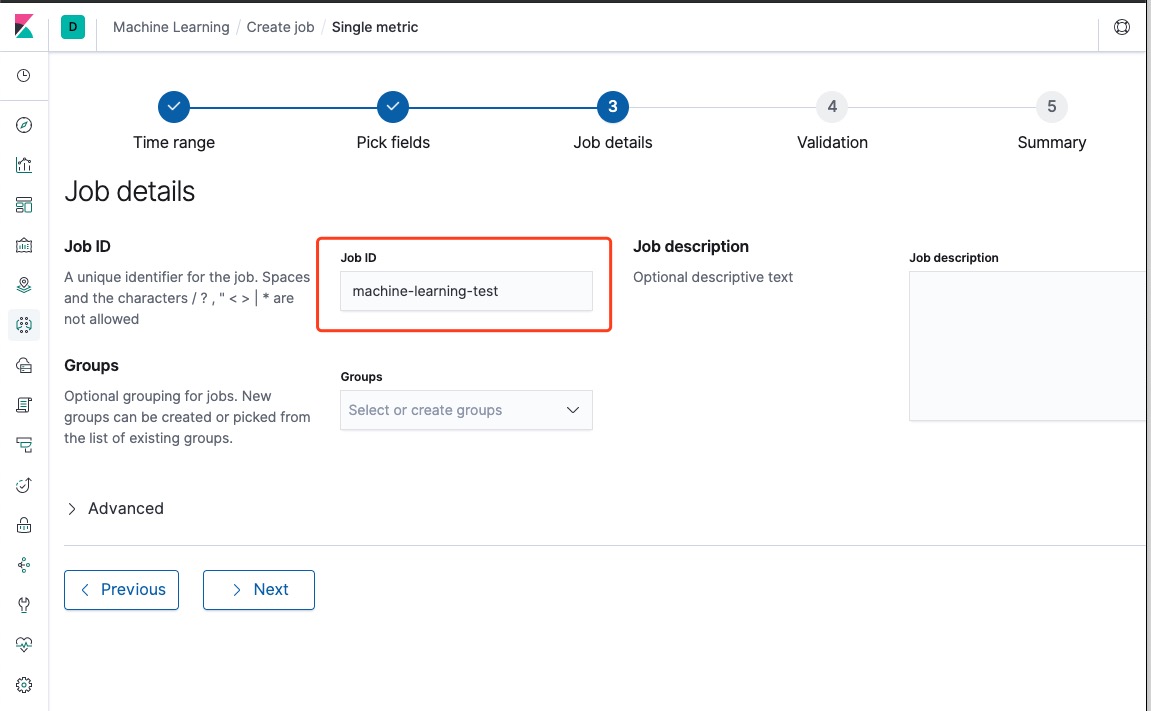 D Machine Learning / Create job / Single metric
3 4 5
Time range Pick fields Job details Validation Summary
Job details
Job ID
A unique identifier for the job. Spaces
and the characters / ? , " < > | * are
not allowed
Job ID
machine-learning-test
Job description
Optional descriptive text
Job description
Groups
Optional grouping for jobs. New
groups can be created or picked from
the list of existing groups.
Groups
Select or create groups
Advanced
Previous Next